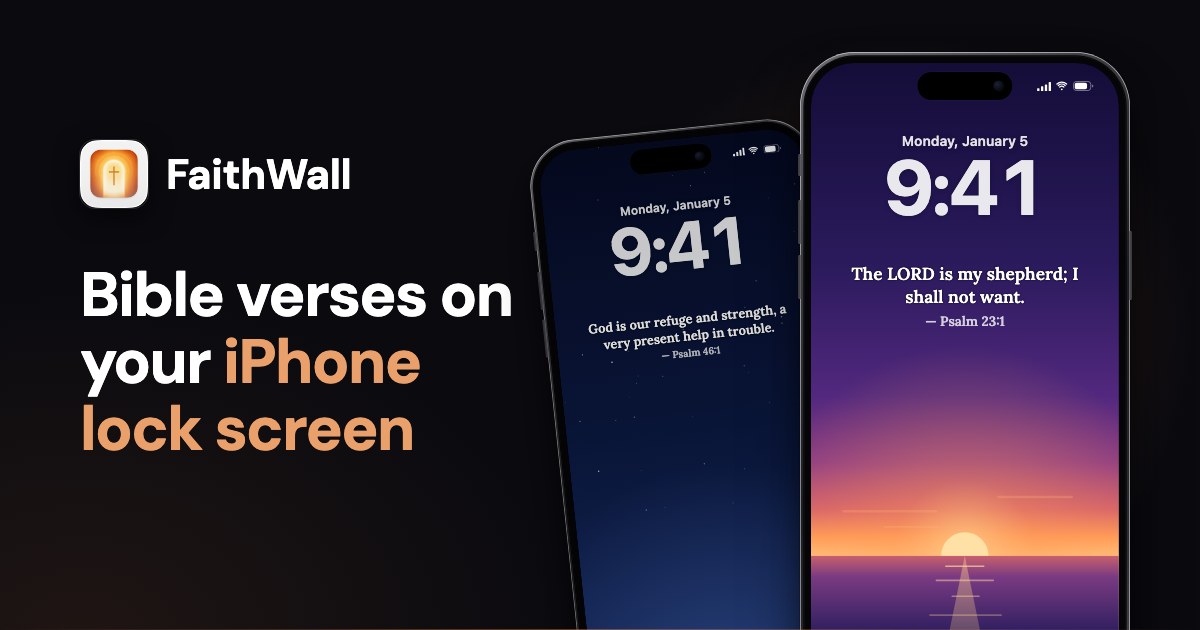 FaithWall
Bible verses on
your iPhone
lock screen
Monday, January 5
9:41
God is our refuge and strength, a
very present help in trouble.
— Psalm 46:1
Monday, January 5
9:41
The LORD is my shepherd; I
shall not want.
— Psalm 23:1